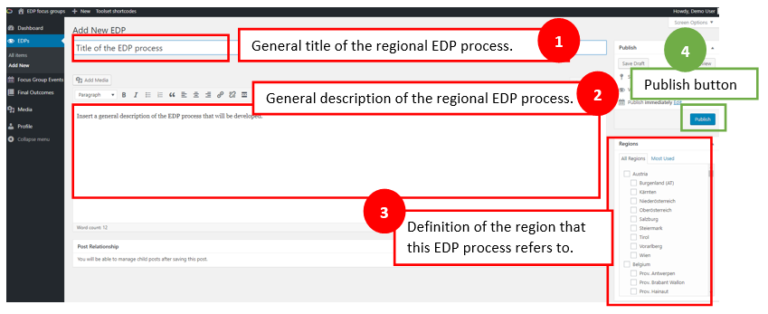 EDP focus groups + New Toolset shortcodes
Howdy, Demo User
Screen Options
Dashboard
EDPs
All Items
Add New
Focus Group Events
Final Outcomes
Media
Profile
Collapse menu
Add New EDP
Title of the EDP process
General title of the regional EDP process.
1
Add Media
Paragraph
B I
General description of the regional EDP process.
2
Insert a general description of the EDP process that will be developed.
Word count: 12
3
Definition of the region that
this EDP process refers to.
Post Relationship
You will be able to manage child posts after saving this post.
Publish
4
Save Draft
Publish button
Publish immediately Edit
Publish
Regions
All Regions Most Used
Austria
Burgenland (AT)
Kärnten
Niederösterreich
Oberösterreich
Salzburg
Steiermark
Tirol
Vorarlberg
Wien
Belgium
Prov. Antwerpen
Prov. Brabant Wallon
Prov. Hainaut